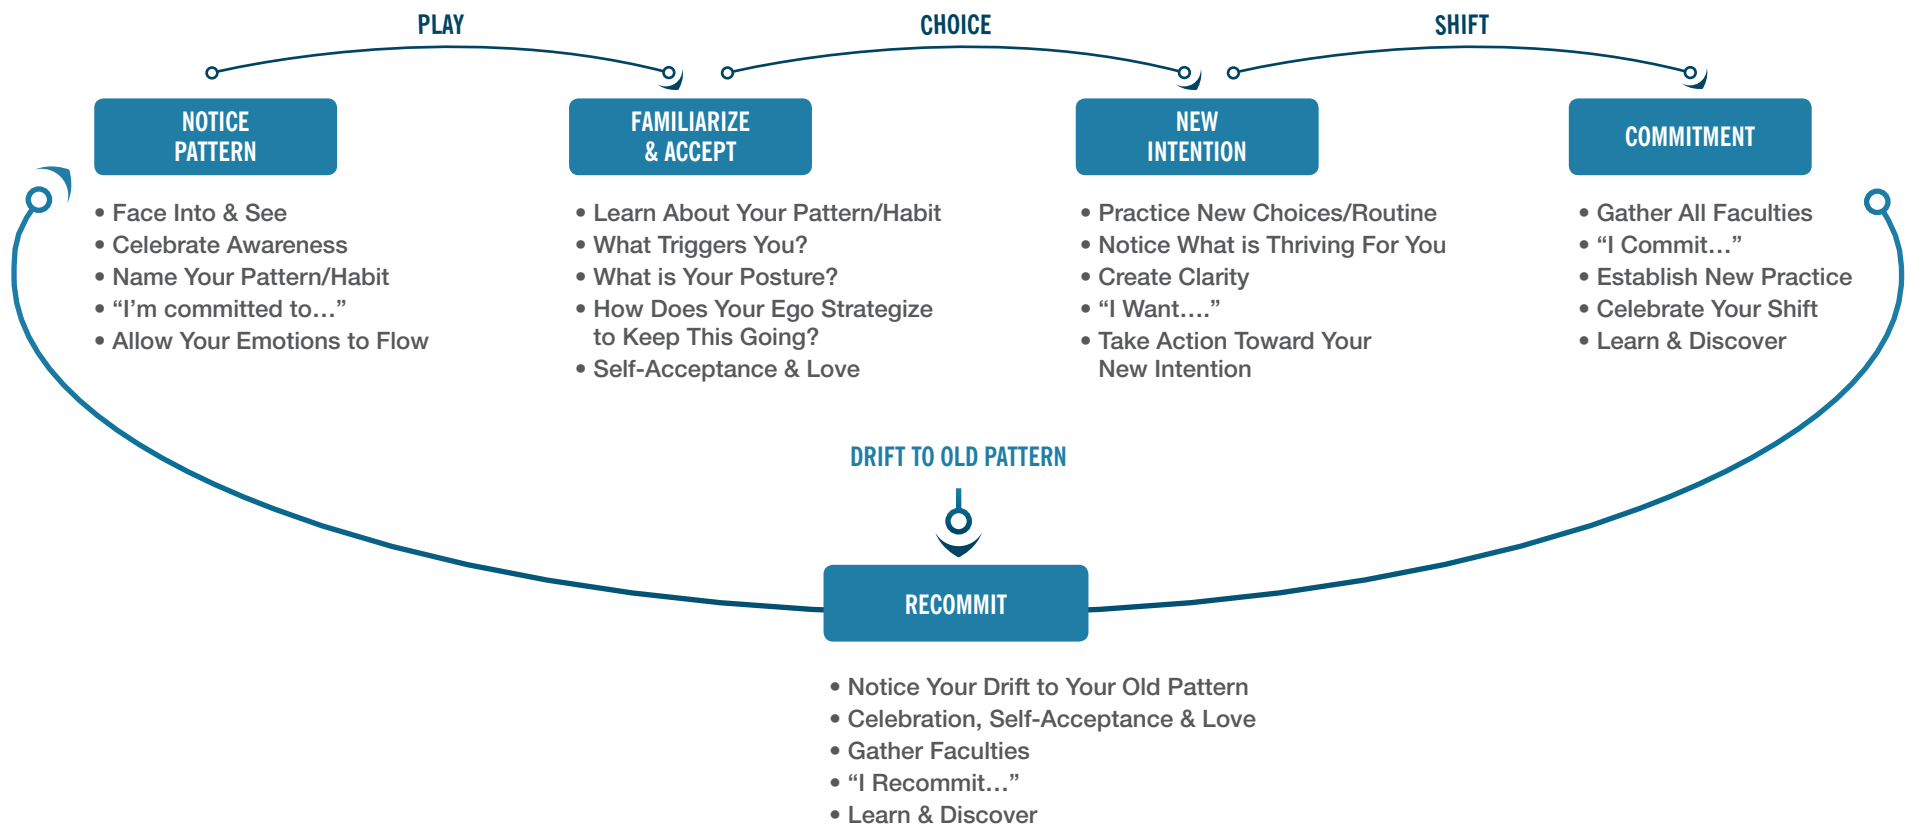 PLAY
CHOICE
SHIFT
NOTICE
PATTERN
• Face Into & See
• Celebrate Awareness
• Name Your Pattern/Habit
• “I’m committed to…”
• Allow Your Emotions to Flow
FAMILIARIZE
& ACCEPT
• Learn About Your Pattern/Habit
• What Triggers You?
• What is Your Posture?
• How Does Your Ego Strategize
to Keep This Going?
• Self-Acceptance & Love
NEW
INTENTION
• Practice New Choices/Routine
• Notice What is Thriving For You
• Create Clarity
• “I Want….”
• Take Action Toward Your
New Intention
COMMITMENT
• Gather All Faculties
• “I Commit…”
• Establish New Practice
• Celebrate Your Shift
• Learn & Discover
DRIFT TO OLD PATTERN
RECOMMIT
• Notice Your Drift to Your Old Pattern
• Celebration, Self-Acceptance & Love
• Gather Faculties
• “I Recommit…”
• Learn & Discover